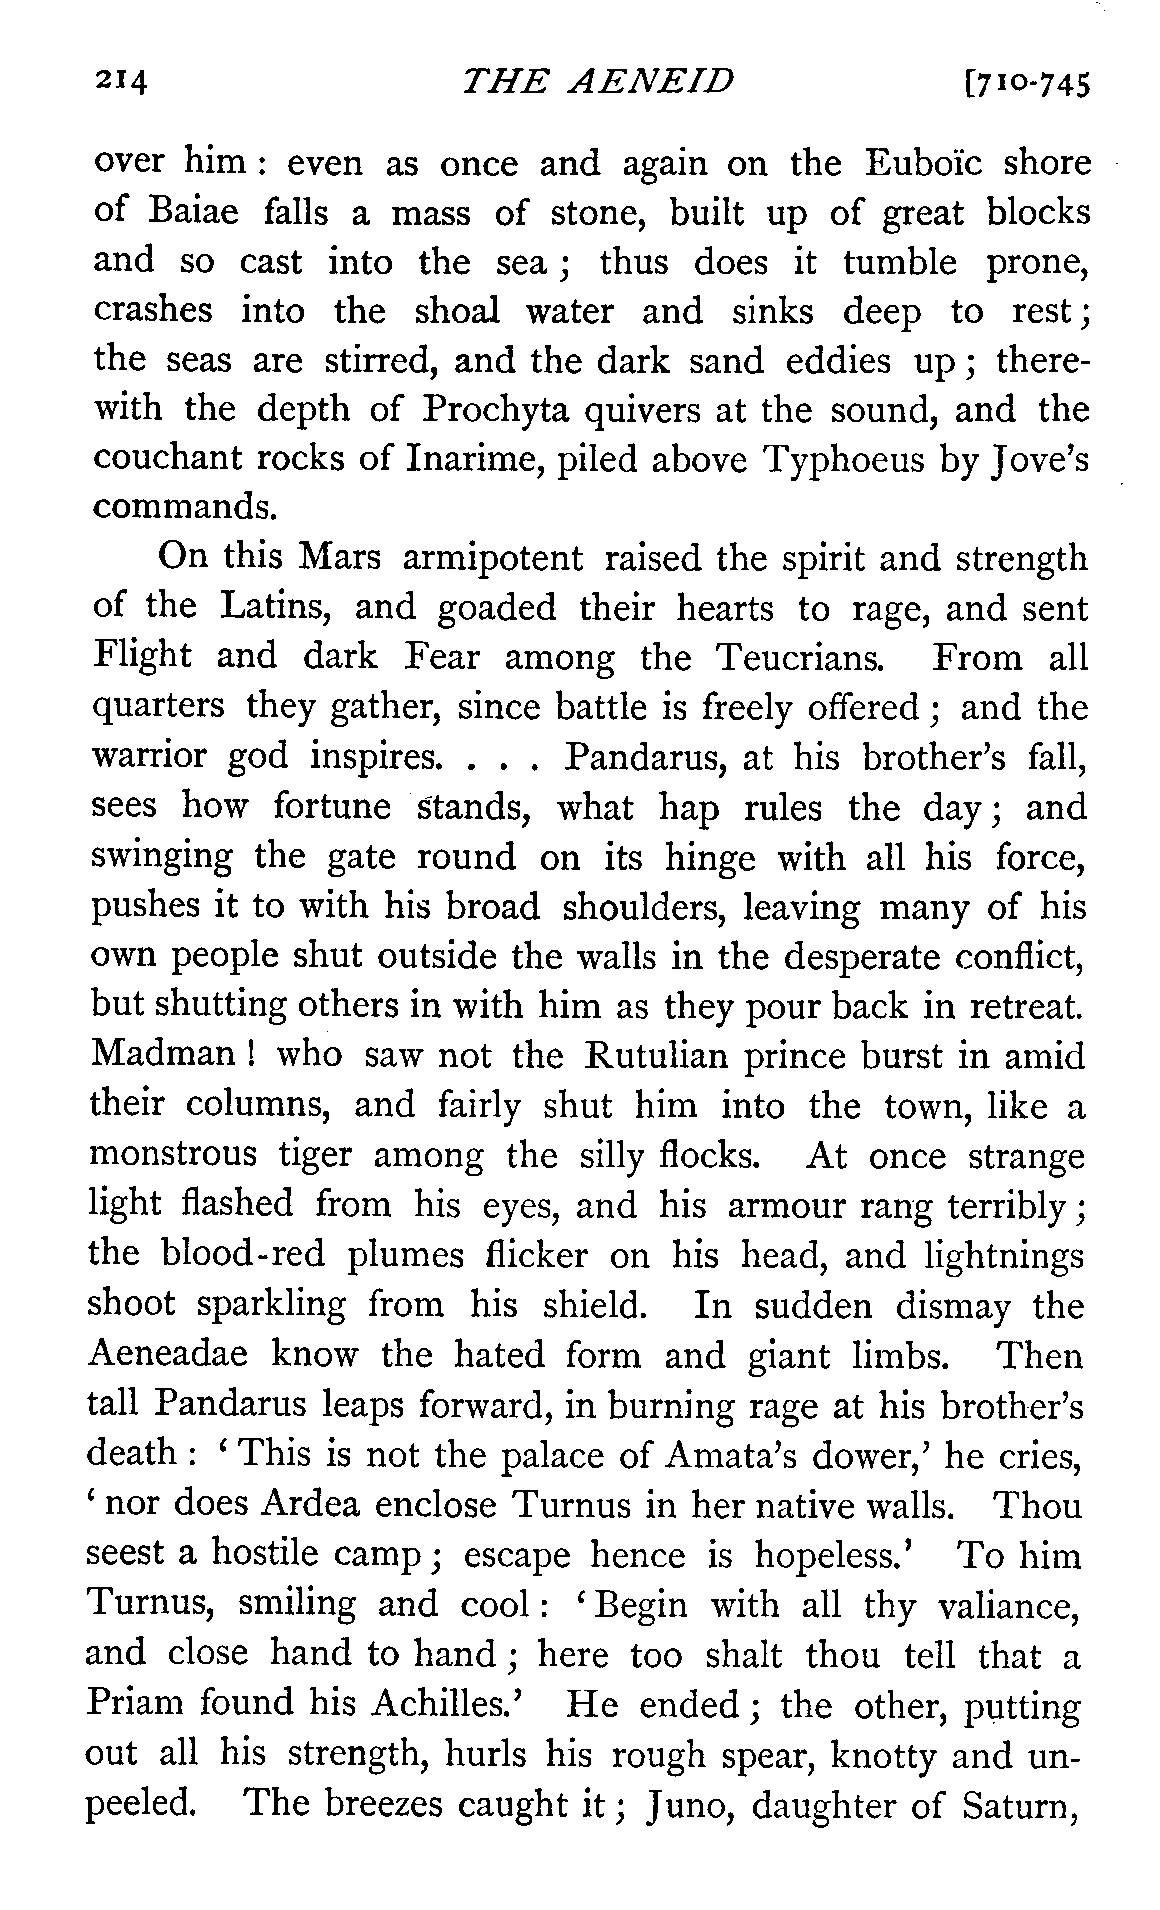 214 THE AENEID [710-745
over him : even as once and again on the Euboïc shore
of Baiae falls a mass of stone, built up of great blocks
and so cast into the sea ; thus does it tumble prone,
crashes into the shoal water and sinks deep to rest ;
the seas are stirred, and the dark sand eddies up ; there-
with the depth of Prochyta quivers at the sound, and the
couchant rocks of Inarime, piled above Typhoeus by Jove's
commands.
On this Mars armipotent raised the spirit and strength
of the Latins, and goaded their hearts to rage, and sent
Flight and dark Fear among the Teucrians. From all
quarters they gather, since battle is freely offered ; and the
warrior god inspires. . . . Pandarus, at his brother's fall,
sees how fortune stands, what hap rules the day ; and
swinging the gate round on its hinge with all his force,
pushes it to with his broad shoulders, leaving many of his
own people shut outside the walls in the desperate conflict,
but shutting others in with him as they pour back in retreat.
Madman ! who saw not the Rutulian prince burst in amid
their columns, and fairly shut him into the town, like a
monstrous tiger among the silly flocks. At once strange
light flashed from his eyes, and his armour rang terribly ;
the blood-red plumes flicker on his head, and lightnings
shoot sparkling from his shield. In sudden dismay the
Aeneadae know the hated form and giant limbs. Then
tall Pandarus leaps forward, in burning rage at his brother's
death : ‘ This is not the palace of Amata's dower,’ he cries,
‘ nor does Ardea enclose Turnus in her native walls. Thou
seest a hostile camp ; escape hence is hopeless.’ To him
Turnus, smiling and cool : ‘ Begin with all thy valiance,
and close hand to hand ; here too shalt thou tell that a
Priam found his Achilles.’ He ended ; the other, putting
out all his strength, hurls his rough spear, knotty and un-
peeled. The breezes caught it ; Juno, daughter of Saturn,